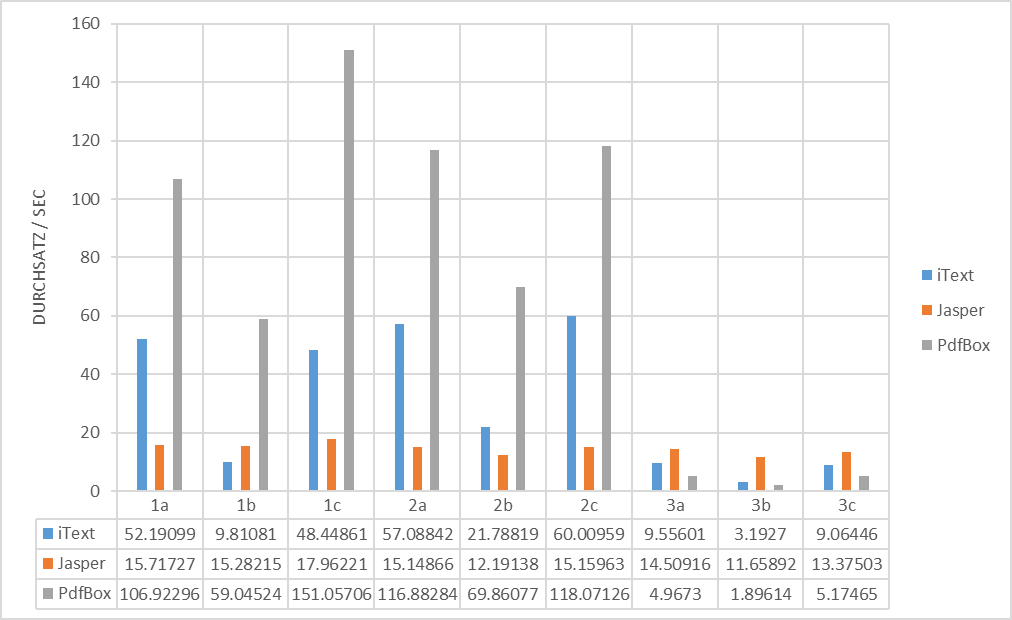 160
140
120
100
80
60
40
20
0
DURCHSATZ / SEC
iText
Jasper
PdfBox
1a 1b 1c 2a 2b 2c 3a 3b 3c
iText 52.19099 9.81081 48.44861 57.08842 21.78819 60.00959 9.55601 3.1927 9.06446
Jasper 15.71727 15.28215 17.96221 15.14866 12.19138 15.15963 14.50916 11.65892 13.37503
PdfBox 106.92296 59.04524 151.05706 116.88284 69.86077 118.07126 4.9673 1.89614 5.17465